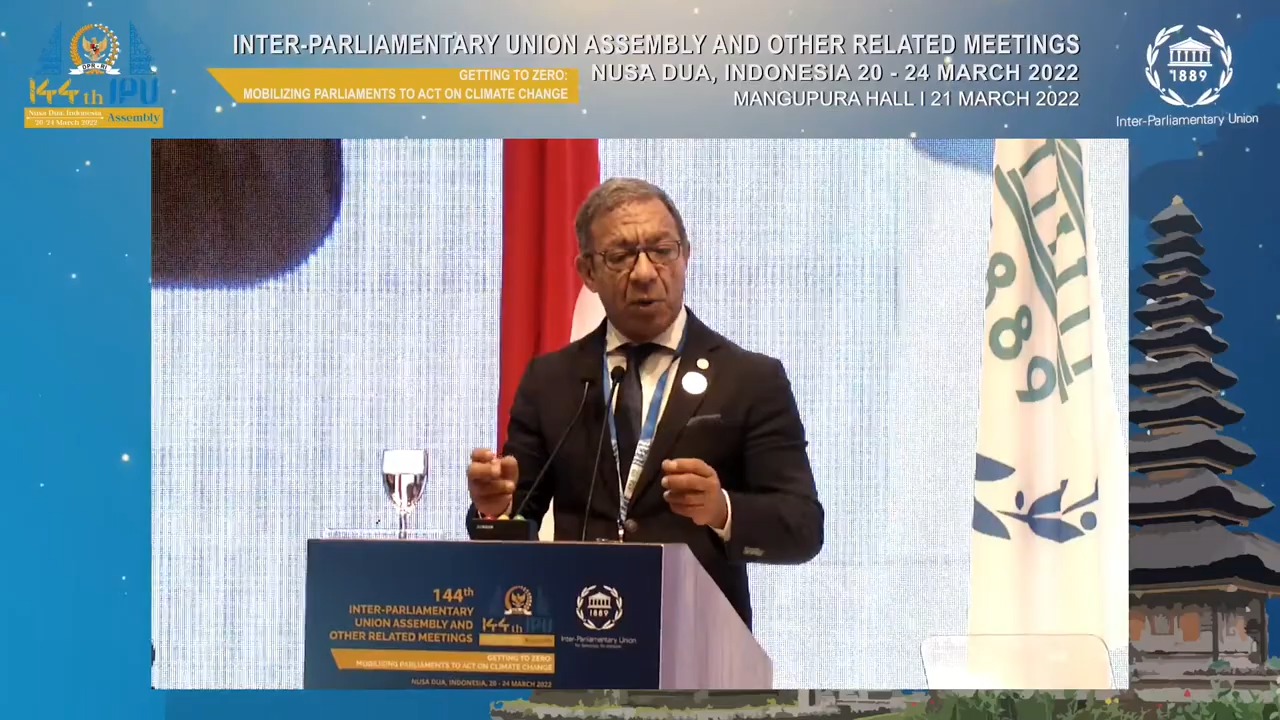 INTER-PARLIAMENTARY UNION ASSEMBLY AND OTHER RELATED MEETINGS
NUSA DUA, INDONESIA 20 - 24 MARCH 2022
MANGUPURA HALL I 21 MARCH 2022
GETTING TO ZERO:
MOBILIZING PARLIAMENTS TO ACT ON CLIMATE CHANGE
DPR - RI
144th IPU
Nusa Dua, Indonesia
20-24 March 2022
Assembly
1889
Inter-Parliamentary Union
1889
144th
INTER-PARLIAMENTARY
UNION ASSEMBLY AND
OTHER RELATED MEETINGS
GETTING TO ZERO:
MOBILIZING PARLIAMENTS TO ACT ON CLIMATE CHANGE
NUSA DUA, INDONESIA, 20 - 24 MARCH 2022
144th IPU
1889
Inter-Parliamentary Union